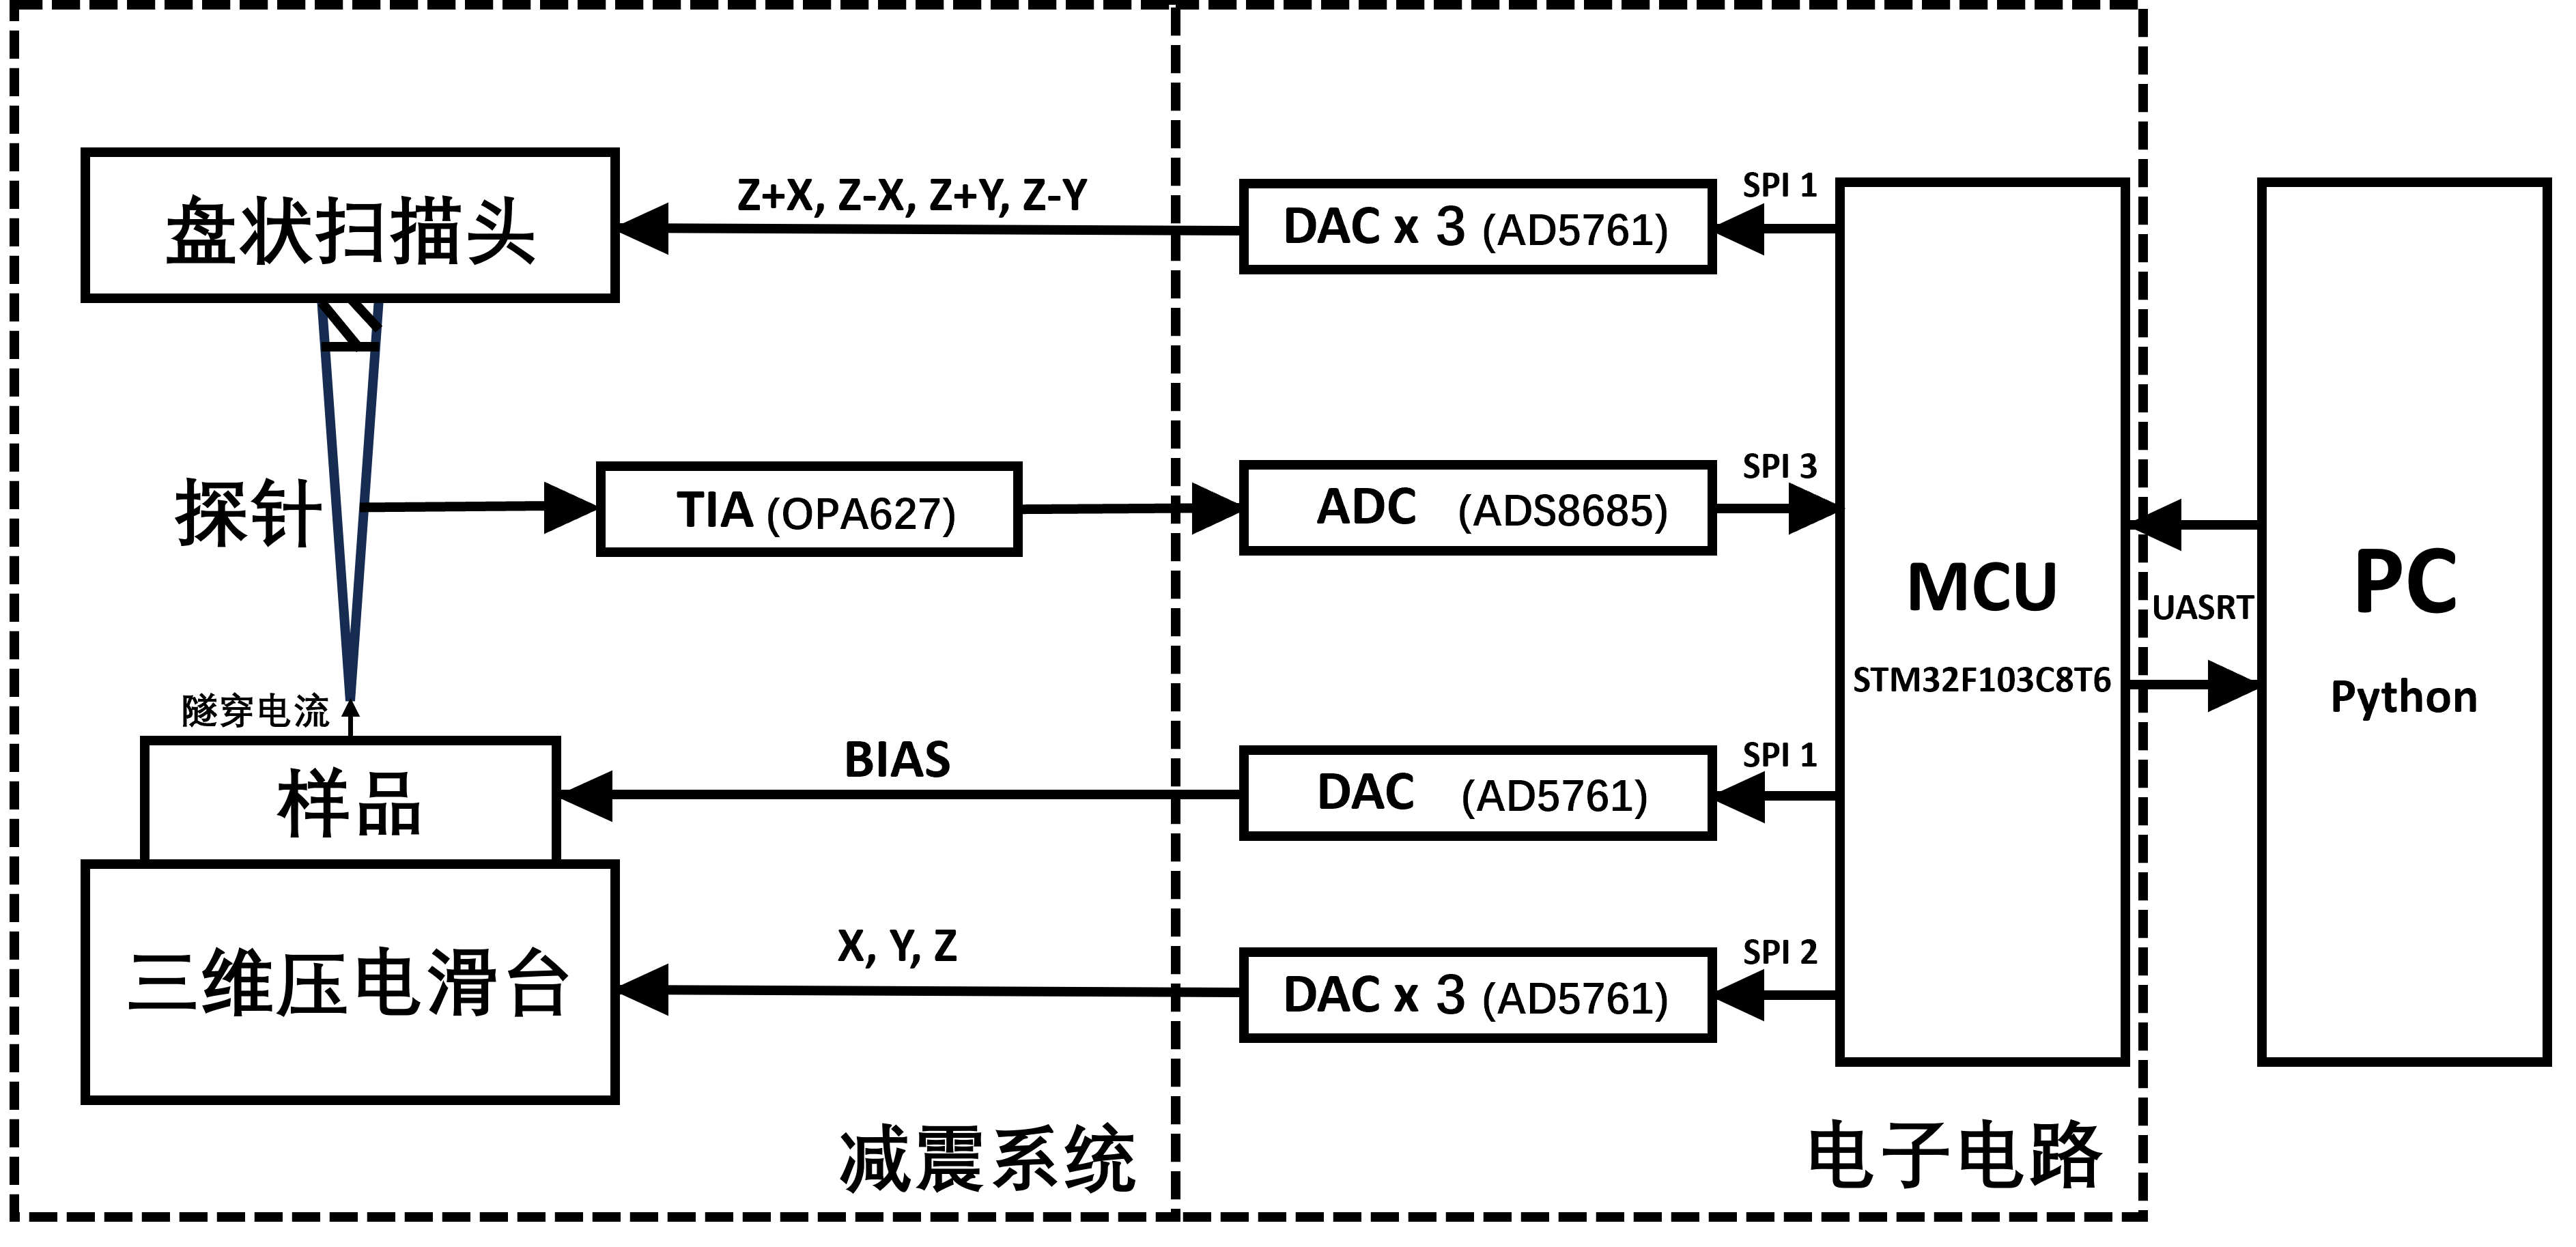 盘状扫描头
Z+X, Z-X, Z+Y, Z-Y
DAC x 3 (AD5761)
SPI 1
探针
TIA (OPA627)
ADC (ADS8685)
SPI 3
MCU
STM32F103C8T6
UASRT
PC
Python
隧穿电流
样品
BIAS
DAC (AD5761)
SPI 1
三维压电滑台
X, Y, Z
DAC x 3 (AD5761)
SPI 2
减震系统
电子电路